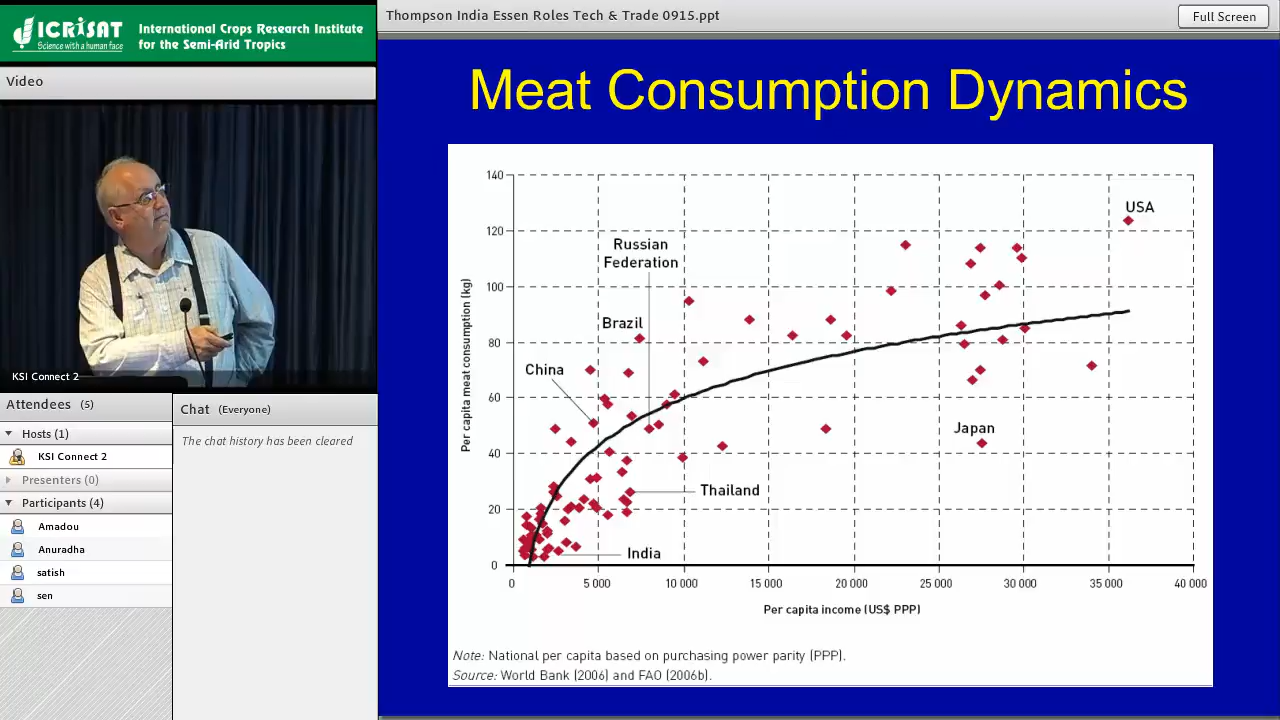 ICRISAT
Science with a human face
International Crops Research Institute
for the Semi-Arid Tropics
Video
KSI Connect 2
Attendees (5)
Hosts (1)
KSI Connect 2
Presenters (0)
Participants (4)
Amadou
Anuradha
satish
sen
Chat (Everyone)
The chat history has been cleared
Thompson India Essen Roles Tech & Trade 0915.ppt
Full Screen
Meat Consumption Dynamics
Per capita meat consumption (kg)
140
120
100
80
60
40
20
0
USA
Russian
Federation
Brazil
China
Japan
Thailand
India
0 5 000 10 000 15 000 20 000 25 000 30 000 35 000 40 000
Per capita income (US$ PPP)
Note: National per capita based on purchasing power parity (PPP).
Source: World Bank (2006) and FAO (2006b).